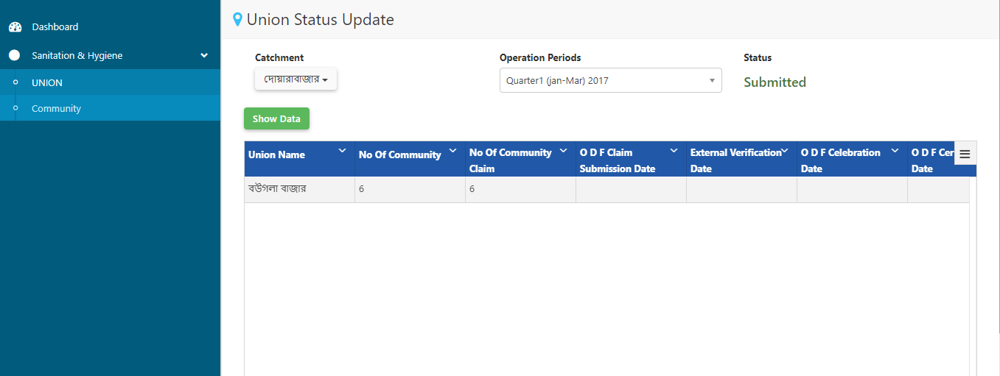 Dashboard
Sanitation & Hygiene
UNION
Community
Union Status Update
Catchment
দোয়ারাবাজার
Operation Periods
Quarter1 (jan-Mar) 2017
Status
Submitted
Show Data
Union Name
No Of Community
No Of Community
Claim
O D F Claim
Submission Date
External Verification
Date
O D F Celebration
Date
O D F Cer
Date
বউগলা বাজার
6
6